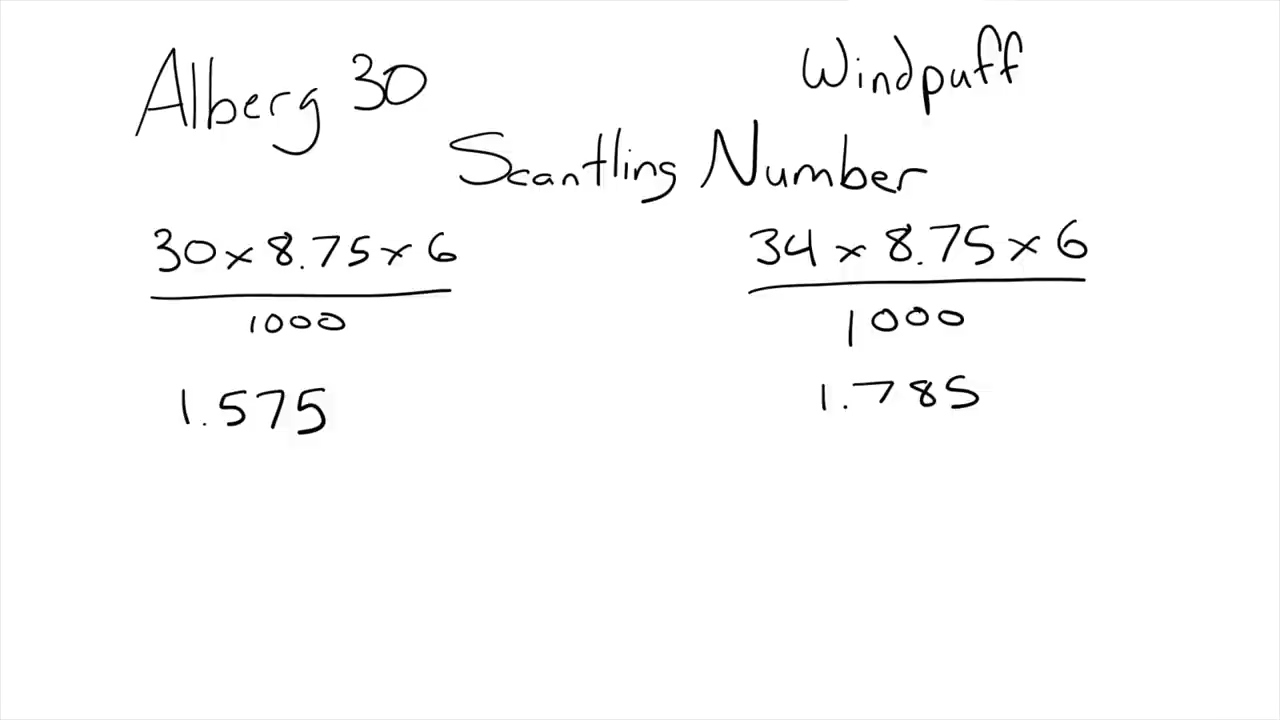 Alberg 30
Windpuff
Scantling Number
30 x 8.75 x 6
1000
1.575
34 x 8.75 x 6
1000
1.785